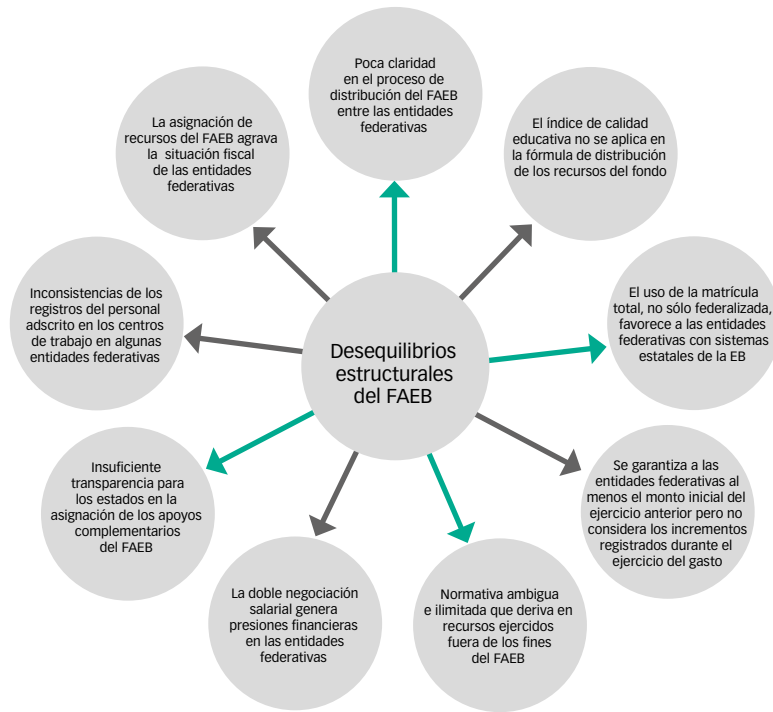 Poca claridad
en el proceso de
distribución del FAEB
entre las entidades
federativas
El índice de calidad
educativa no se aplica en
la fórmula de distribución
de los recursos del fondo
El uso de la matrícula
total, no sólo federalizada,
favorece a las entidades
federativas con sistemas
estatales de la EB
Se garantiza a las
entidades federativas al
menos el monto inicial del
ejercicio anterior pero no
considera los incrementos
registrados durante el
ejercicio del gasto
Normativa ambigua
e ilimitada que deriva en
recursos ejercidos
fuera de los fines
del FAEB
La doble negociación
salarial genera
presiones financieras
en las entidades
federativas
Insuficiente
transparencia para
los estados en la
asignación de los apoyos
complementarios
del FAEB
Inconsistencias de los
registros del personal
adscrito en los centros
de trabajo en algunas
entidades federativas
La asignación de
recursos del FAEB agrava
la situación fiscal
de las entidades
federativas
Desequilibrios
estructurales
del FAEB